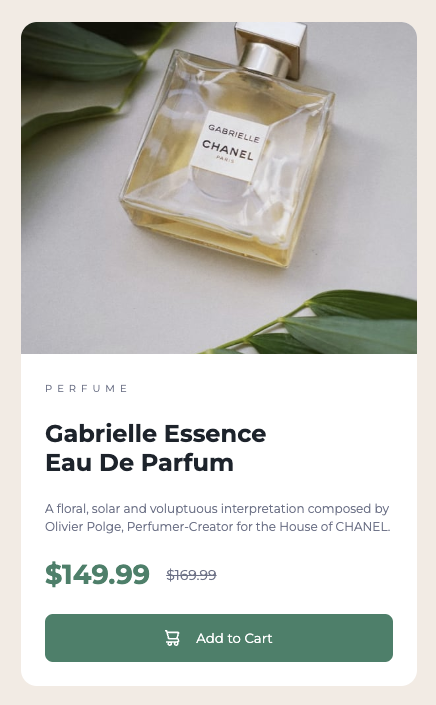 GABRIELLE
CHANEL
PARIS
PERFUME
Gabrielle Essence
Eau De Parfum
A floral, solar and voluptuous interpretation composed by
Olivier Polge, Perfumer-Creator for the House of CHANEL.
$149.99 $169.99
Add to Cart